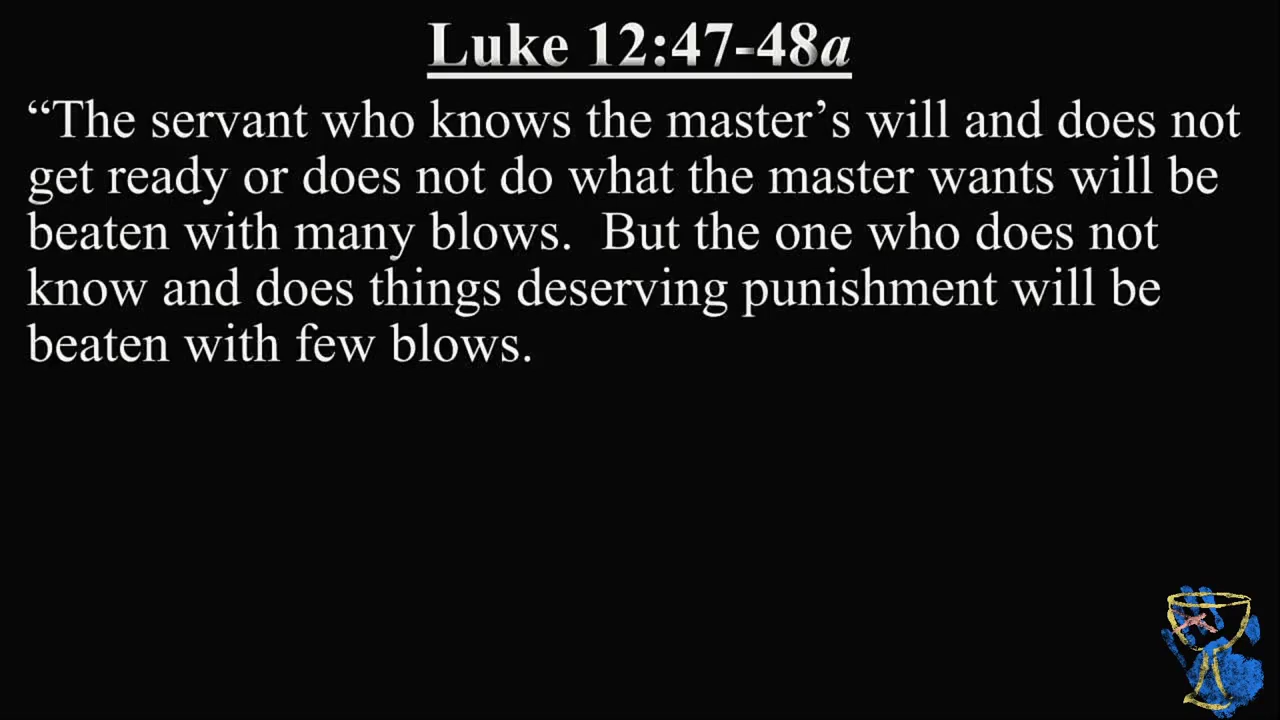 Luke 12:47-48a
“The servant who knows the master’s will and does not
get ready or does not do what the master wants will be
beaten with many blows.  But the one who does not
know and does things deserving punishment will be
beaten with few blows.